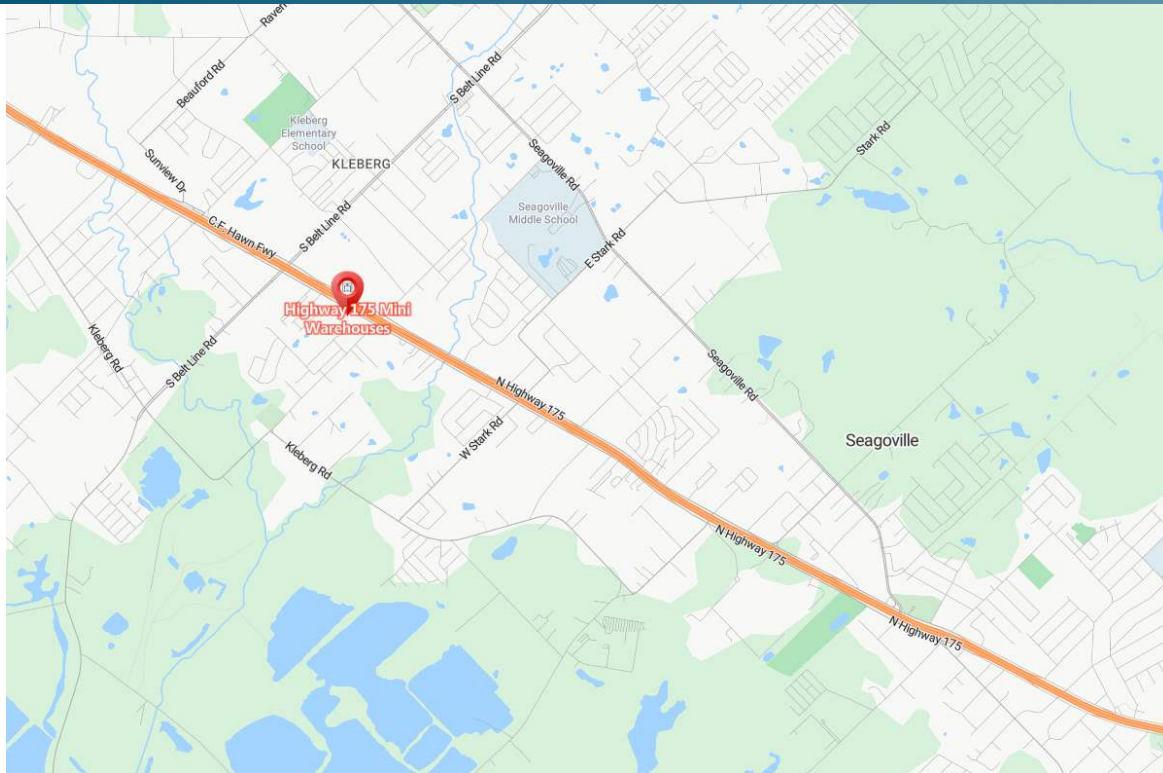 Raven
Beauford Rd
S Belt Line Rd
Kleberg
Elementary
School
Sunview Dr
KLEBERG
Seagoville Rd
Stark Rd
Seagoville
Middle School
S Belt Line Rd
C.F. Hawn Fwy
E Stark Rd
Highway 175 Mini
Warehouses
Kleberg Rd
S Belt Line Rd
N Highway 175
Seagoville Rd
W Stark Rd
Seagoville
Kleberg Rd
N Highway 175
N Highway 175